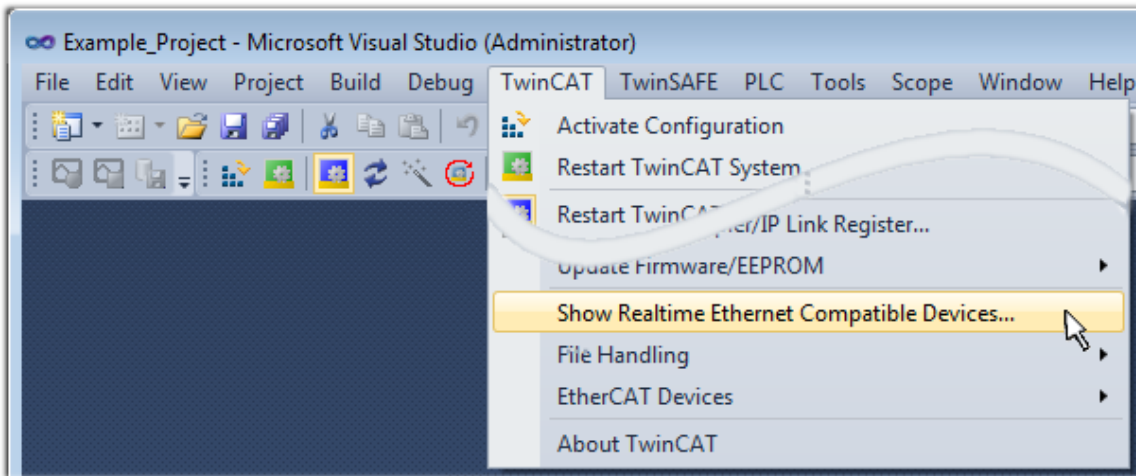 Example_Project - Microsoft Visual Studio (Administrator)
File Edit View Project Build Debug TwinCAT TwinSAFE PLC Tools Scope Window Help
Activate Configuration
Restart TwinCAT System
Restart TwinCAT
/IP Link Register...
Update Firmware/EEPROM
Show Realtime Ethernet Compatible Devices...
File Handling
EtherCAT Devices
About TwinCAT